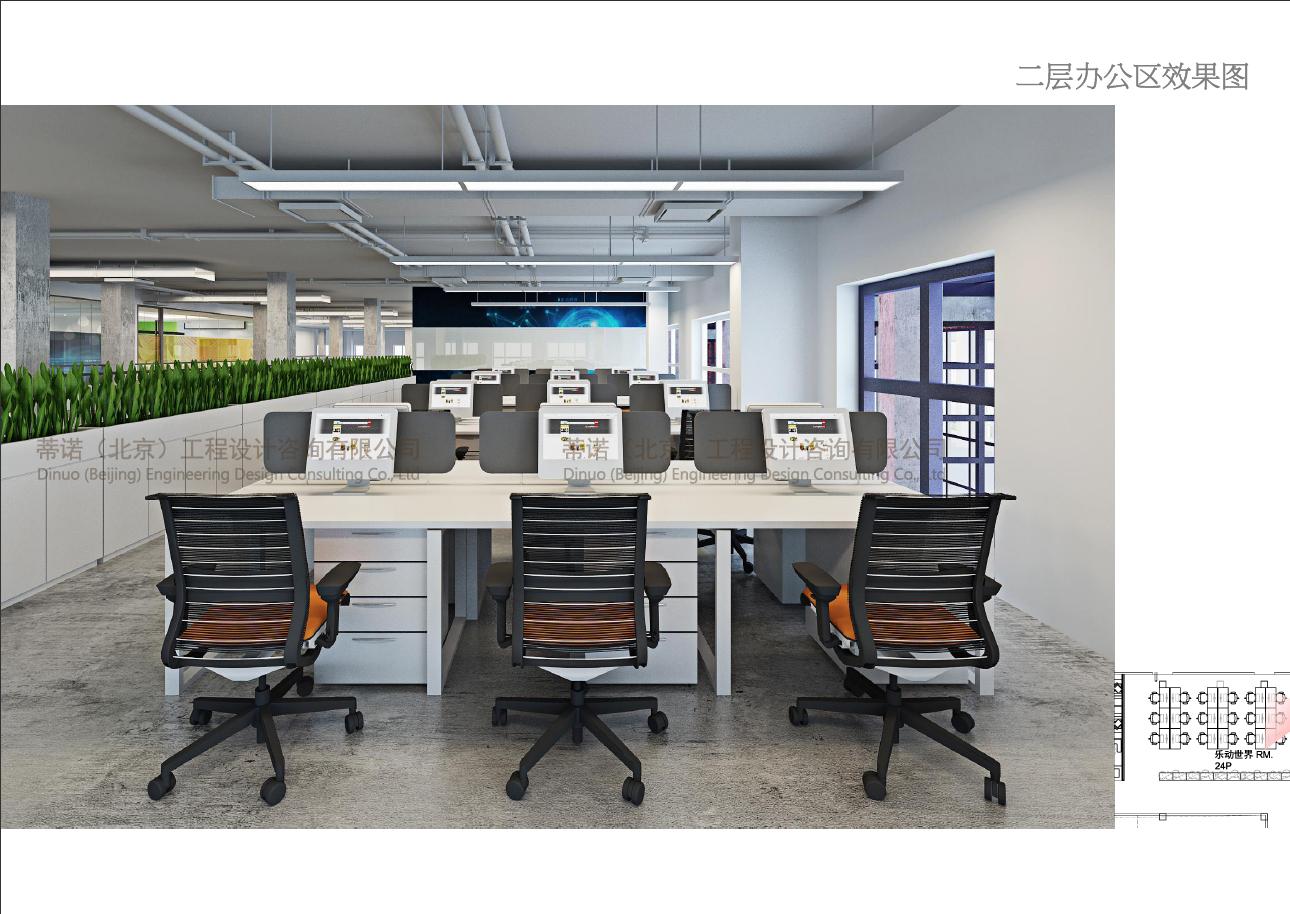 二层办公区效果图
蒂诺（北京）工程设计咨询有限公司
Dinuo (Beijing) Engineering Design Consulting Co., Ltd
蒂诺（北京）工程设计咨询有限公司
Dinuo (Beijing) Engineering Design Consulting Co., Ltd
乐动世界 RM.
24P